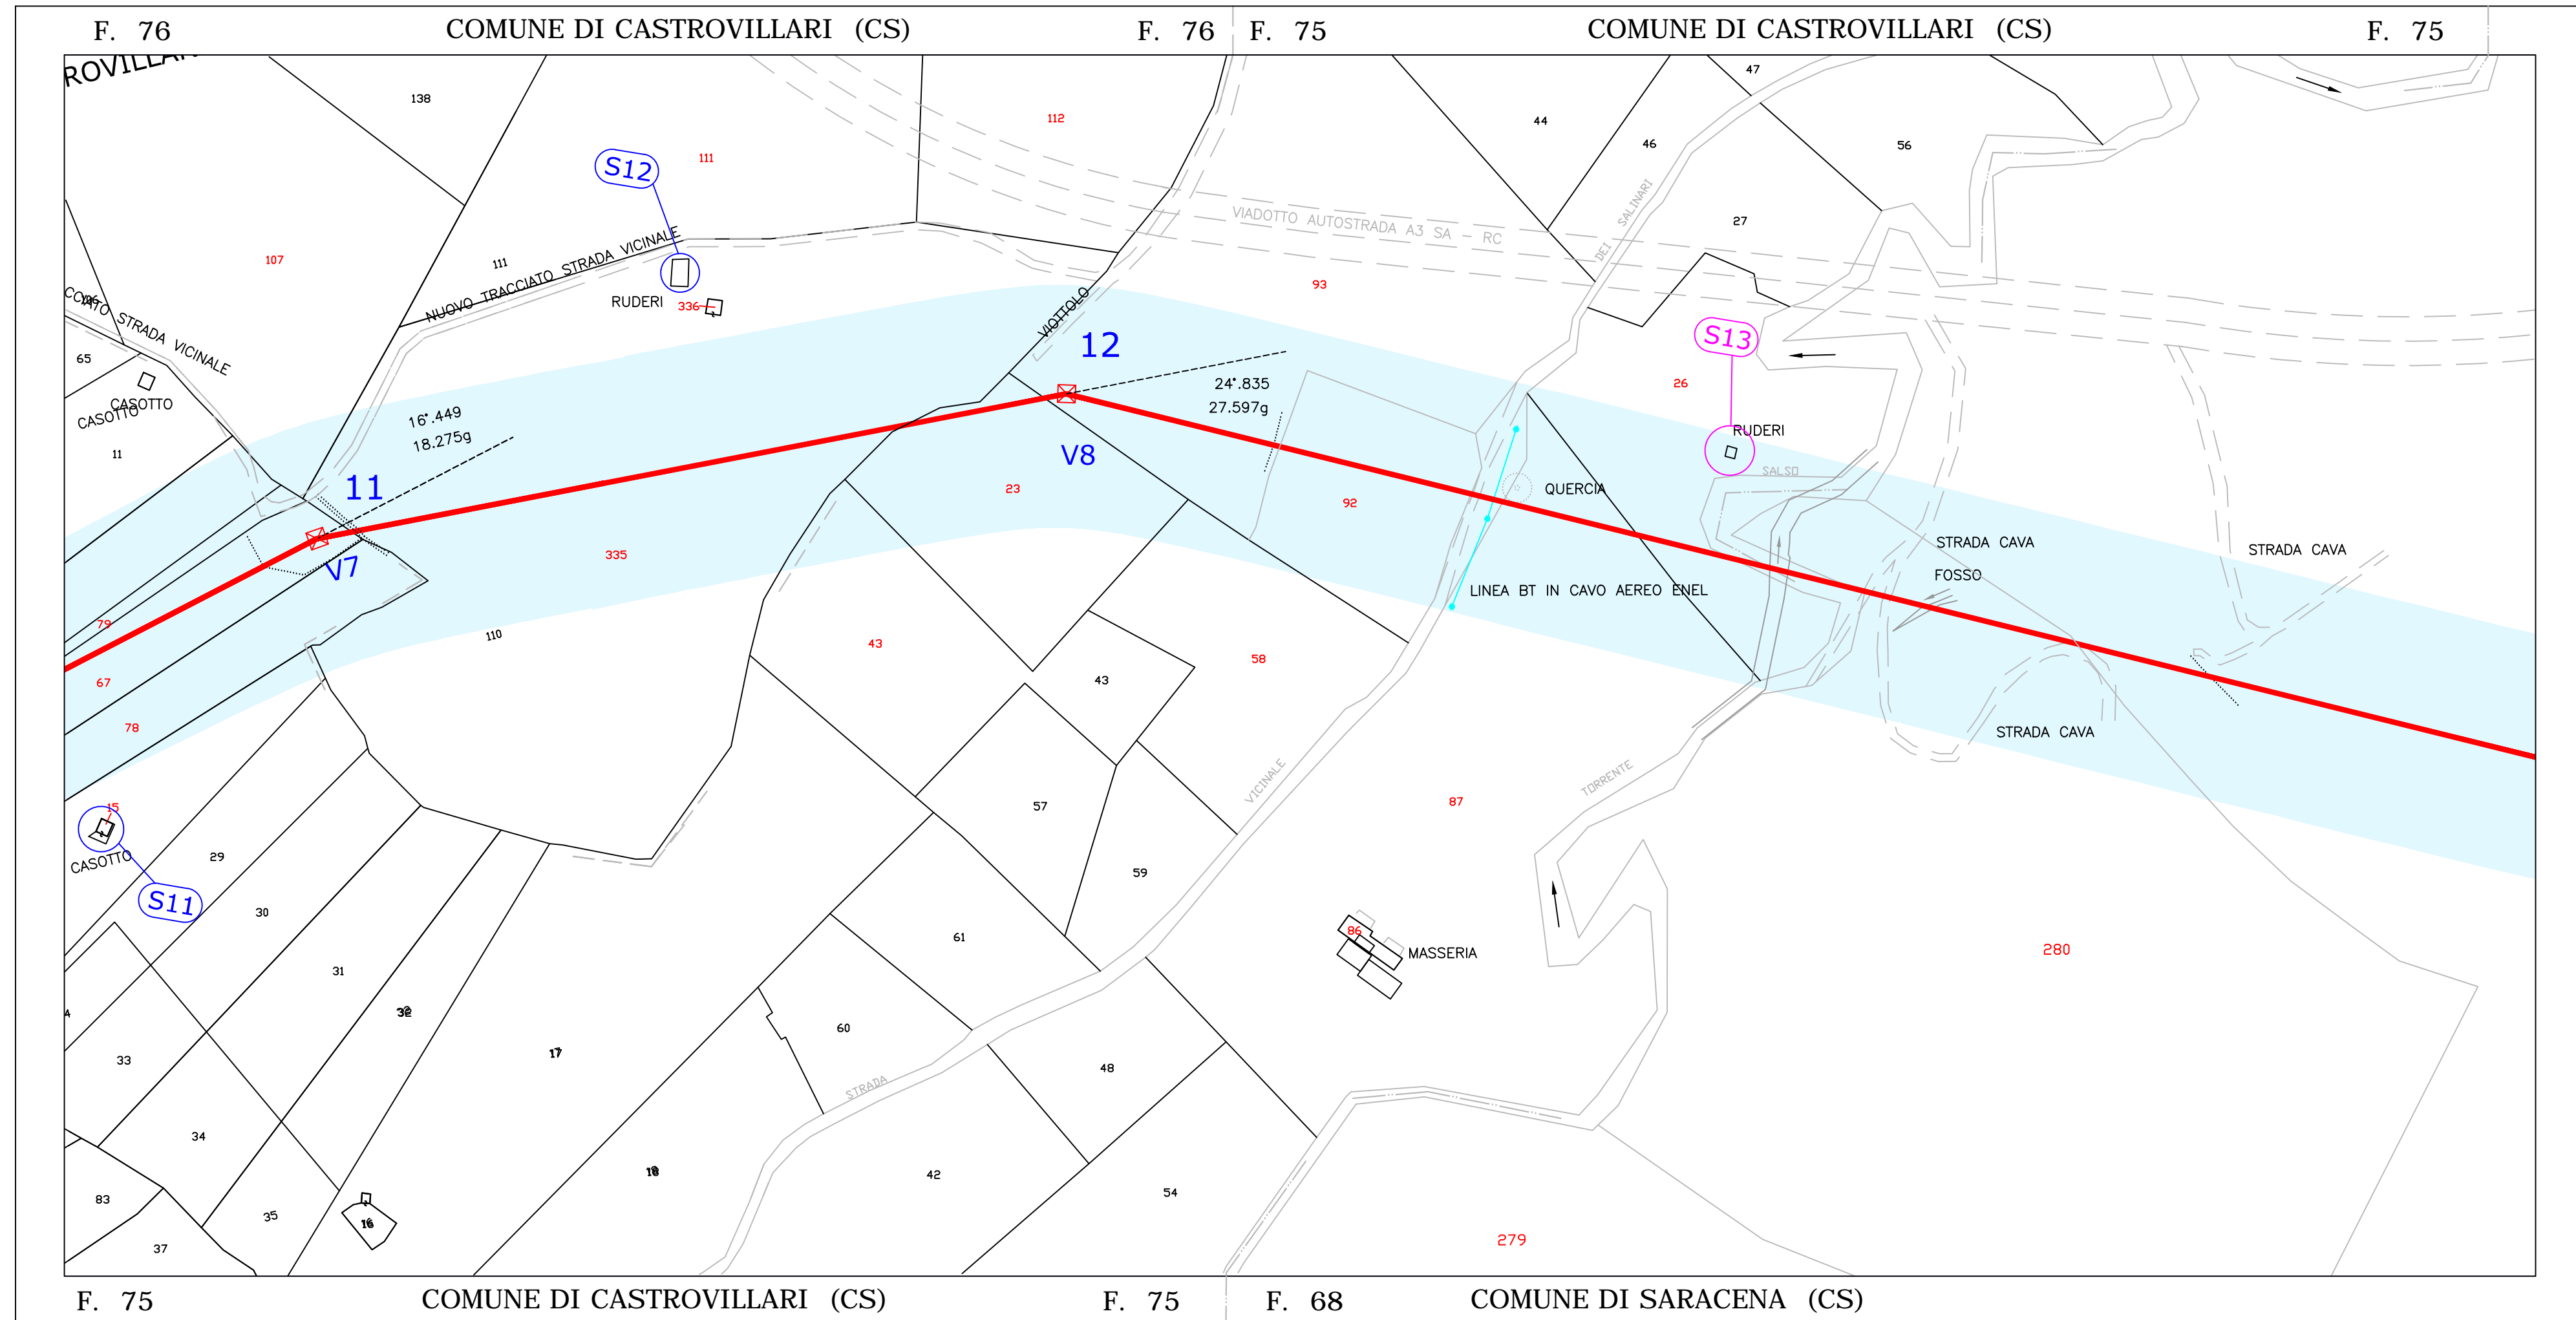 F. 76 COMUNE DI CASTROVILLARI (CS) F. 76 F. 75 COMUNE DI CASTROVILLARI (CS) F. 75
138
47
112
44
46
56
111
S12
DEI SALINARI
27
VIADOTTO AUTOSTRADA A3 SA - RC
107
111
NUOVO TRACCIATO STRADA VICINALE
93
RUDERI
336
STRADA VICINALE
VIOTTOLO
12
S13
65
26
CASOTTO
CASOTTO
24°.835
27.597g
16°.449
18.275g
RUDERI
11
V8
SALSO
11
23
92
QUERCIA
V7
335
STRADA CAVA
STRADA CAVA
FOSSO
LINEA BT IN CAVO AEREO ENEL
79
110
43
58
67
43
78
STRADA CAVA
VICINALE
TORRENTE
15
57
87
CASOTTO
29
59
S11
30
61
86
MASSERIA
280
31
32
4
33
17
60
48
STRADA
34
18
42
54
83
35
16
37
279
F. 75 COMUNE DI CASTROVILLARI (CS) F. 75 F. 68 COMUNE DI SARACENA (CS)